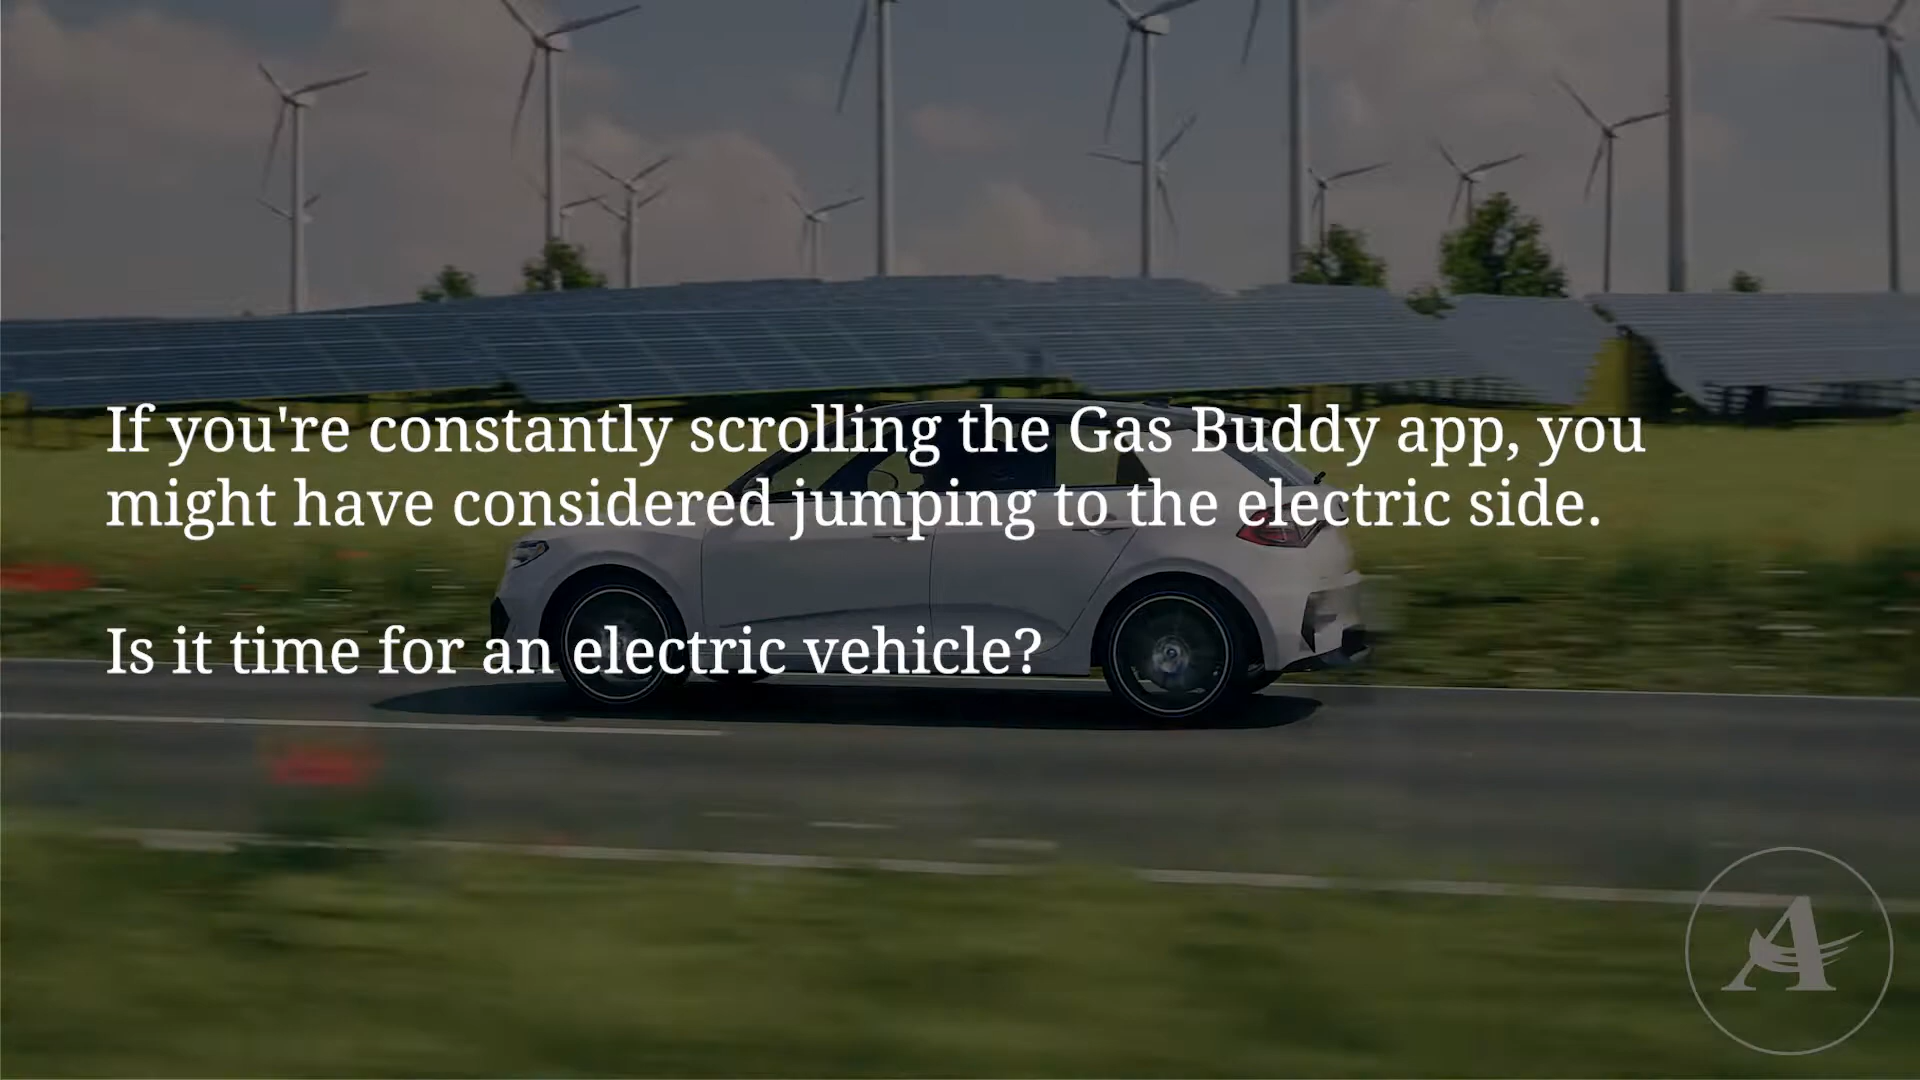 If you're constantly scrolling the Gas Buddy app, you
might have considered jumping to the electric side.
Is it time for an electric vehicle?
A